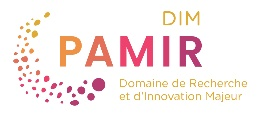 DIM
PAMIR
Domaine de Recherche
et d'Innovation Majeur